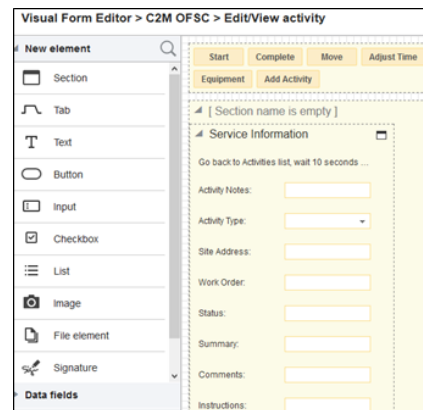 Visual Form Editor > C2M OFSC > Edit/View activity
New element
Section
Tab
Text
Button
Input
Checkbox
List
Image
File element
Signature
Data fields
Start Complete Move Adjust Time
Equipment Add Activity
[ Section name is empty ]
Service Information
Go back to Activities list, wait 10 seconds ...
Activity Notes:
Activity Type:
Site Address:
Work Order:
Status:
Summary:
Comments:
Instructions: